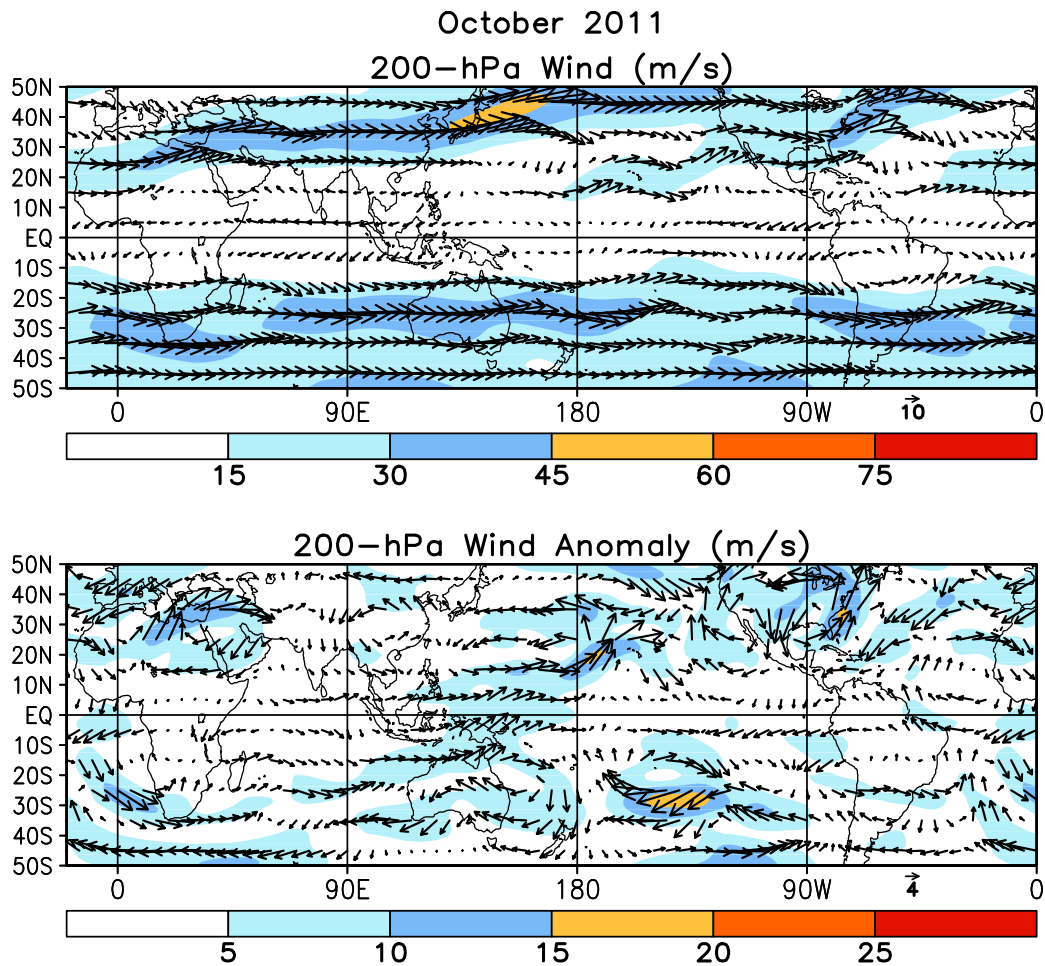 October 2011
200-hPa Wind (m/s)
50N
40N
30N
20N
10N
EQ
10S
20S
30S
40S
50S
0 90E 180 90W 0
10
15 30 45 60 75
200-hPa Wind Anomaly (m/s)
50N
40N
30N
20N
10N
EQ
10S
20S
30S
40S
50S
0 90E 180 90W 0
4
5 10 15 20 25